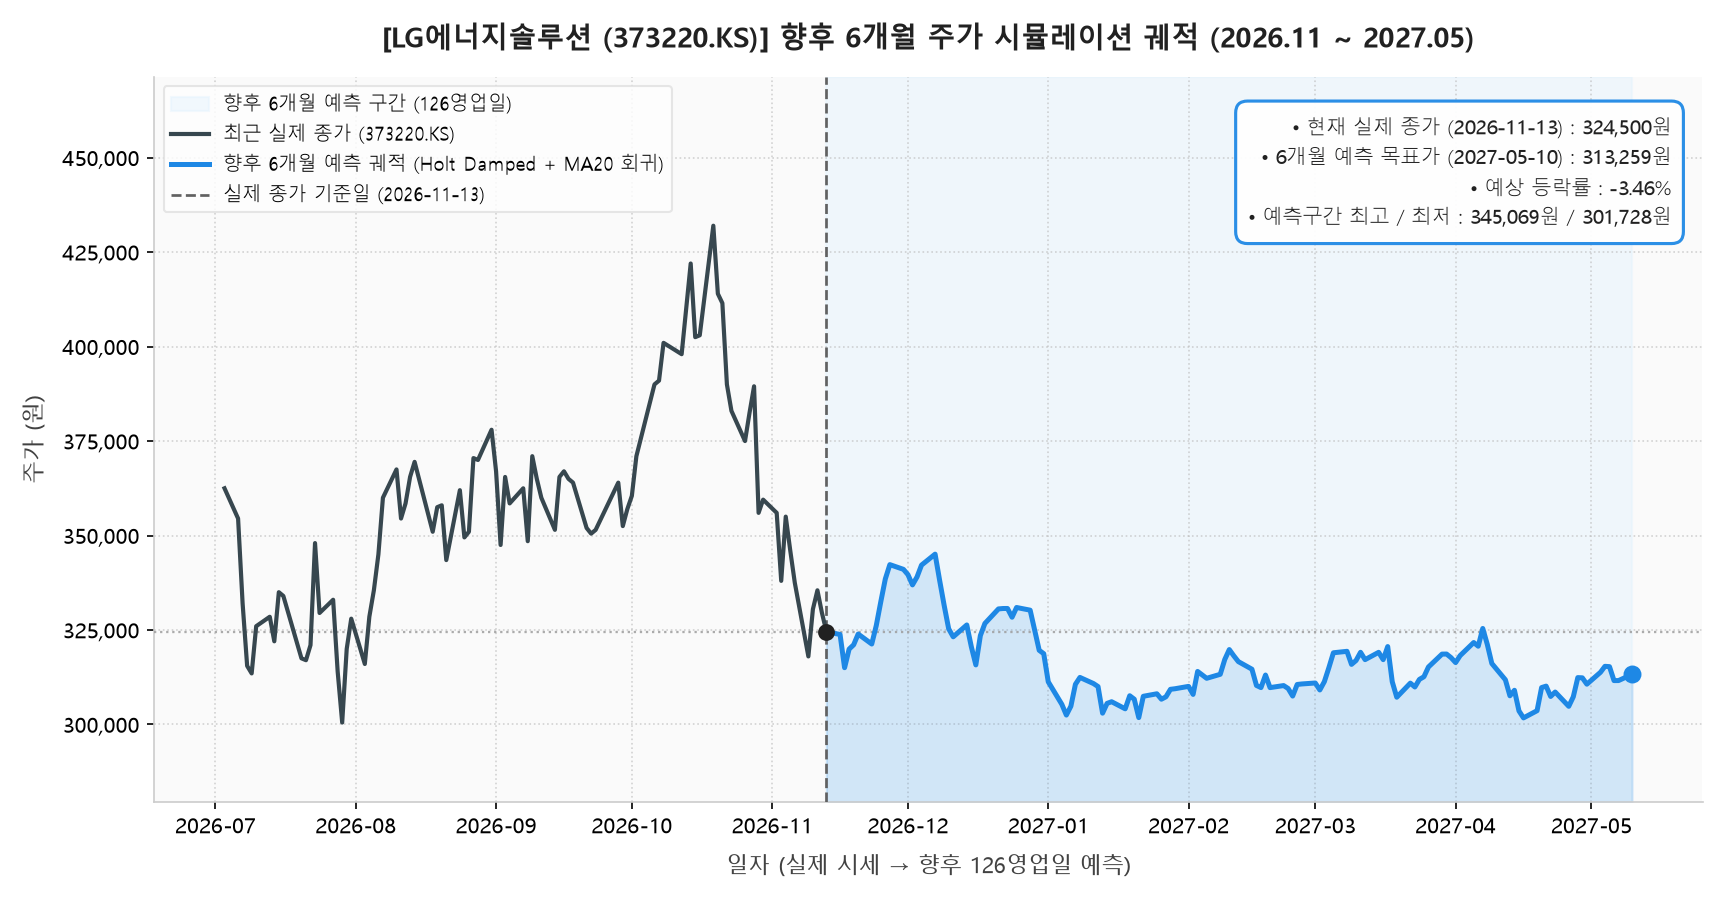 [LG에너지솔루션 (373220.KS)] 향후 6개월 주가 시뮬레이션 궤적 (2026.11 ~ 2027.05)
향후 6개월 예측 구간 (126영업일)
최근 실제 종가 (373220.KS)
향후 6개월 예측 궤적 (Holt Damped + MA20 회귀)
실제 종가 기준일 (2026-11-13)
• 현재 실제 종가 (2026-11-13) : 324,500원
• 6개월 예측 목표가 (2027-05-10) : 313,259원
• 예상 등락률 : -3.46%
• 예측구간 최고 / 최저 : 345,069원 / 301,728원
주가 (원)
450,000
425,000
400,000
375,000
350,000
325,000
300,000
2026-07 2026-08 2026-09 2026-10 2026-11 2026-12 2027-01 2027-02 2027-03 2027-04 2027-05
일자 (실제 시세 → 향후 126영업일 예측)